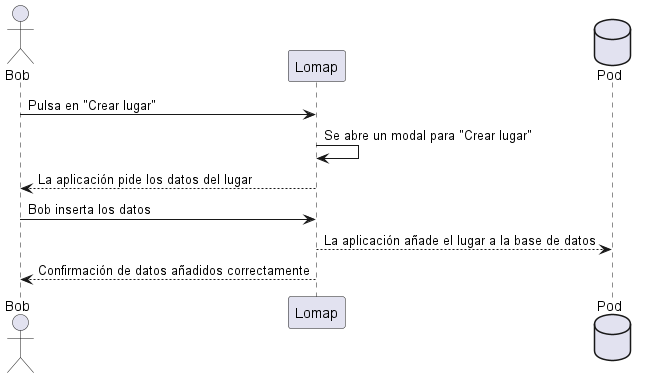 Bob
Lomap
Pod
Pulsa en "Crear lugar"
Se abre un modal para "Crear lugar"
La aplicación pide los datos del lugar
Bob inserta los datos
La aplicación añade el lugar a la base de datos
Confirmación de datos añadidos correctamente
Bob
Lomap
Pod